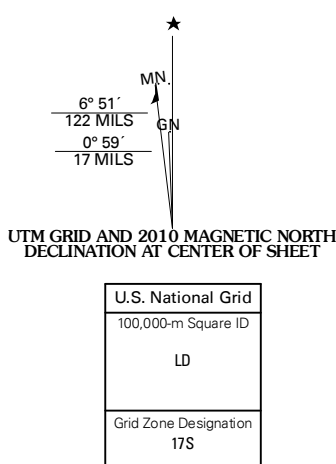 MN.
6° 51´
122 MILS
GN
0° 59´
17 MILS
UTM GRID AND 2010 MAGNETIC NORTH
DECLINATION AT CENTER OF SHEET
U.S. National Grid
100,000-m Square ID
LD
Grid Zone Designation
17S